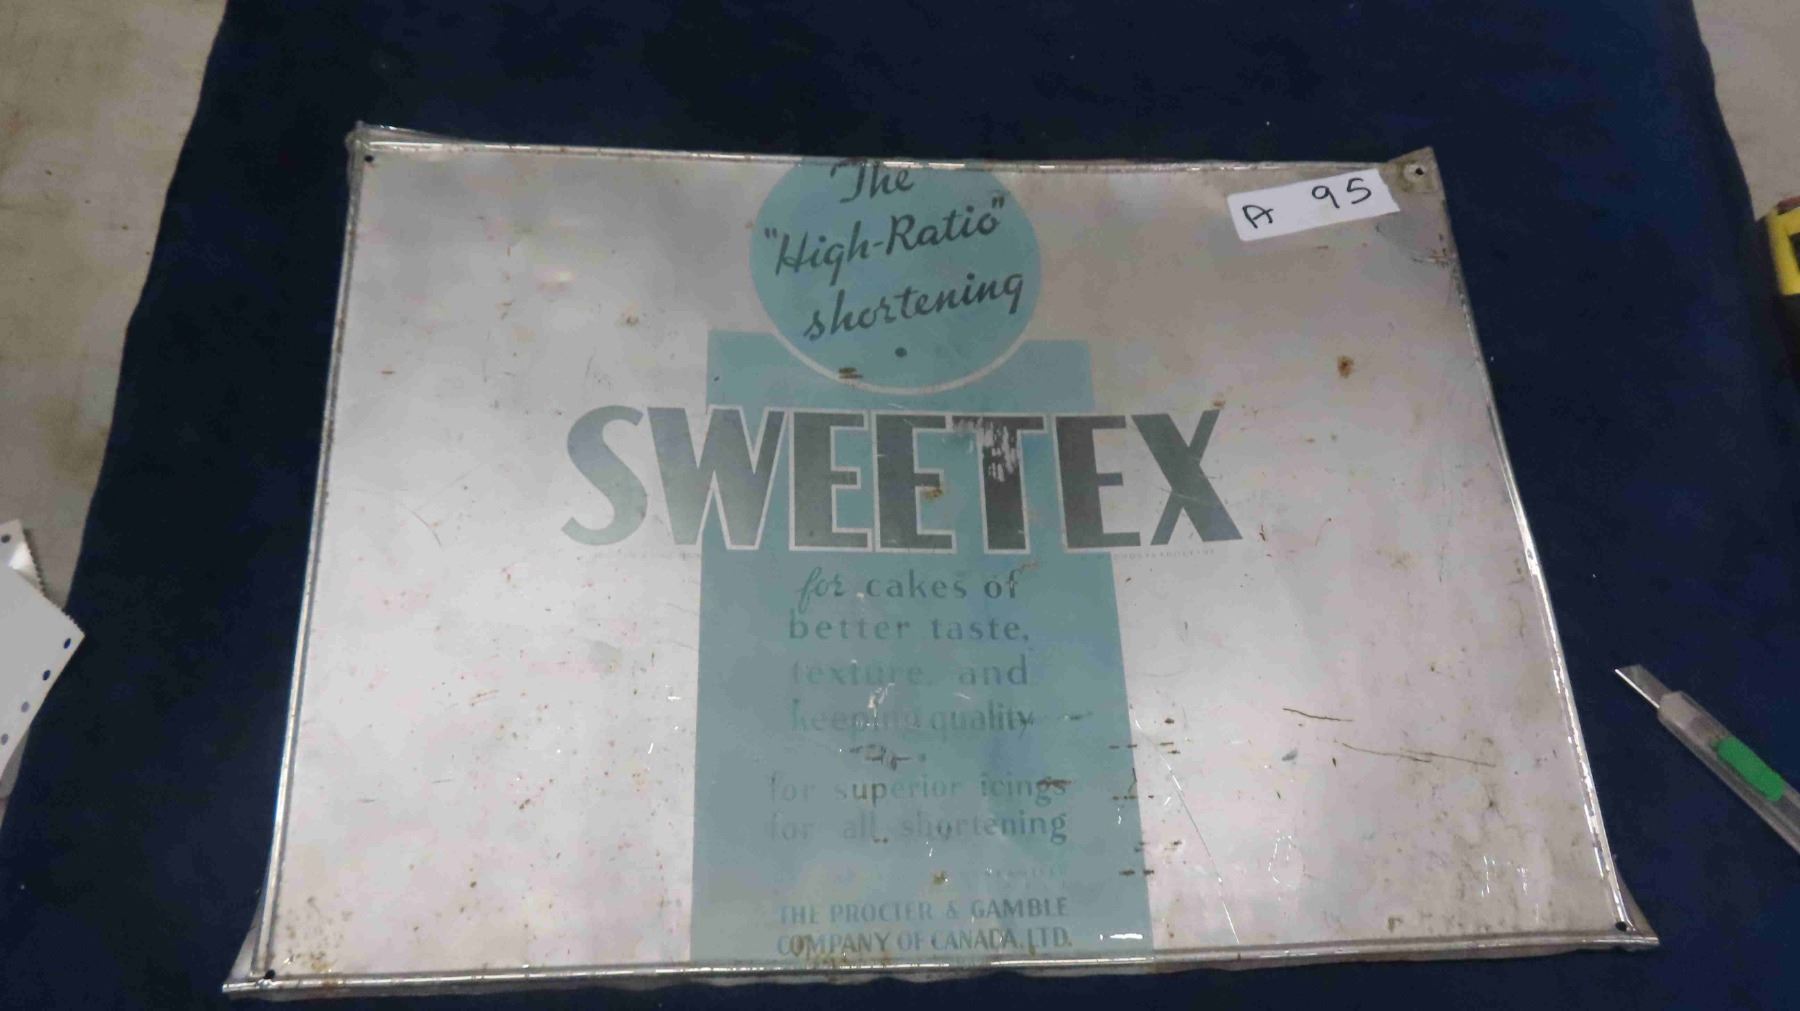 The
"High-Ratio"
shortening
A 95
SWEETEX
for cakes of
better taste,
texture and
keeping quality
for superior icings
for all shortening
THE PROCTER & GAMBLE
COMPANY OF CANADA, LTD.